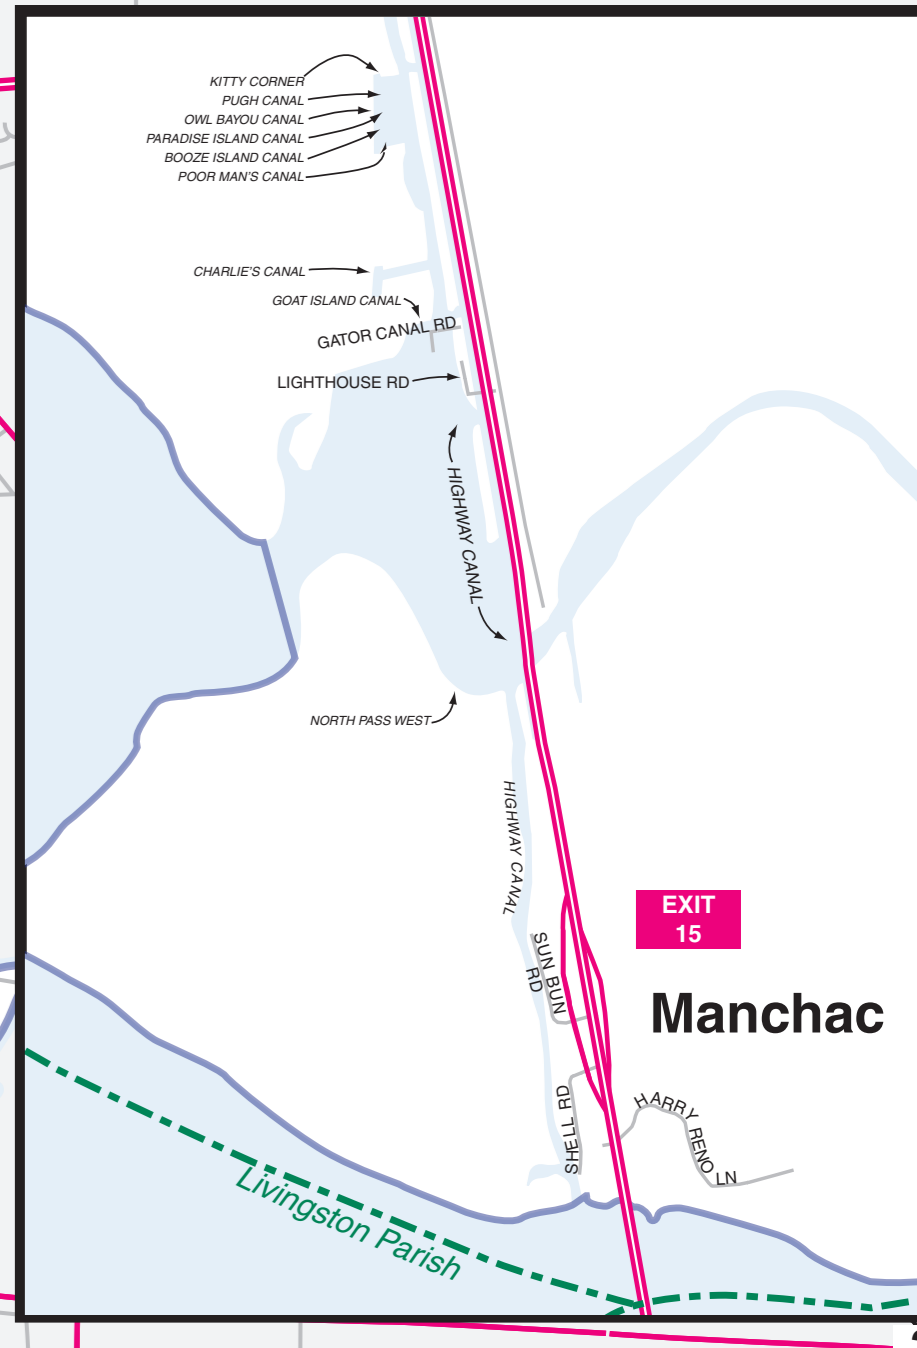 KITTY CORNER
PUGH CANAL
OWL BAYOU CANAL
PARADISE ISLAND CANAL
BOOZE ISLAND CANAL
POOR MAN'S CANAL
CHARLIE'S CANAL
GOAT ISLAND CANAL
GATOR CANAL RD
LIGHTHOUSE RD
HIGHWAY CANAL
NORTH PASS WEST
HIGHWAY CANAL
EXIT
15
SUN BUN
RD
Manchac
SHELL RD
HARRY RENO LN
Livingston Parish